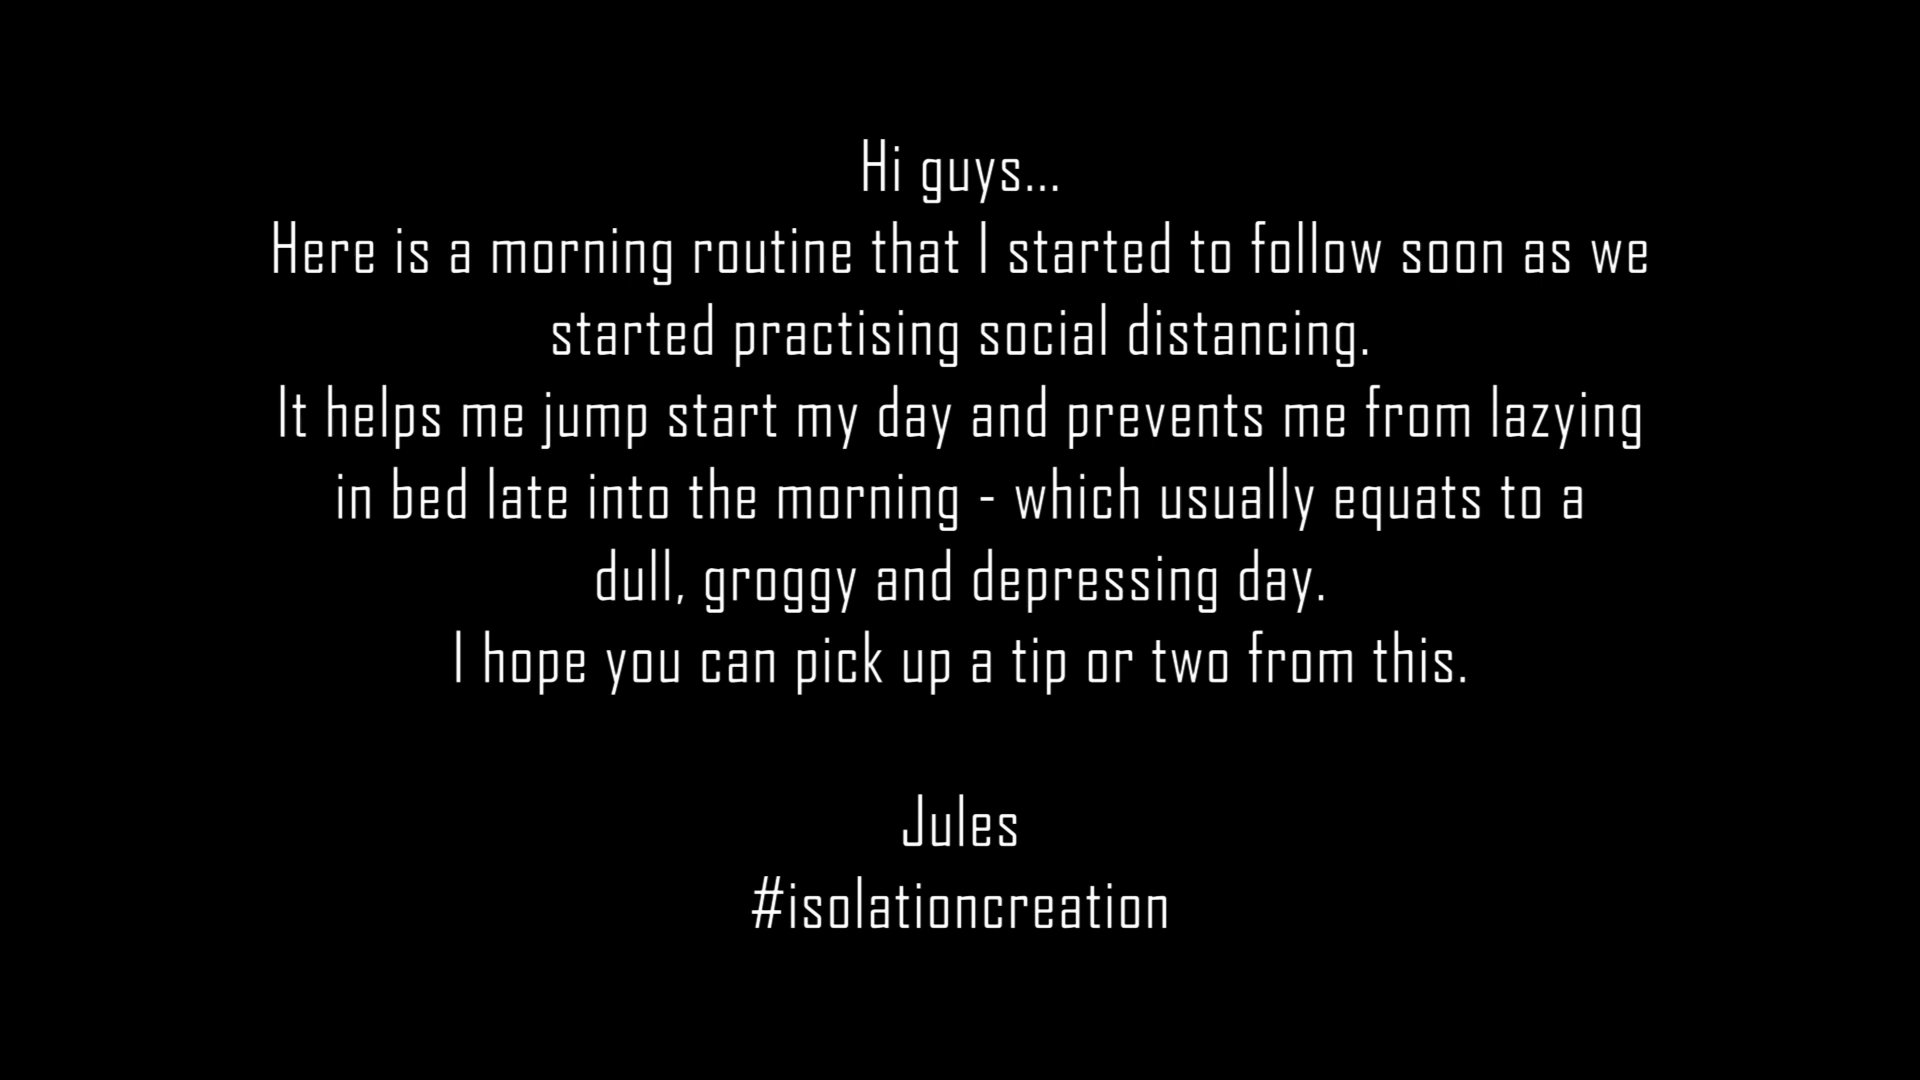 Hi guys...
Here is a morning routine that I started to follow soon as we
started practising social distancing.
It helps me jump start my day and prevents me from lazying
in bed late into the morning - which usually equats to a
dull, groggy and depressing day.
I hope you can pick up a tip or two from this.
Jules
#isolationcreation